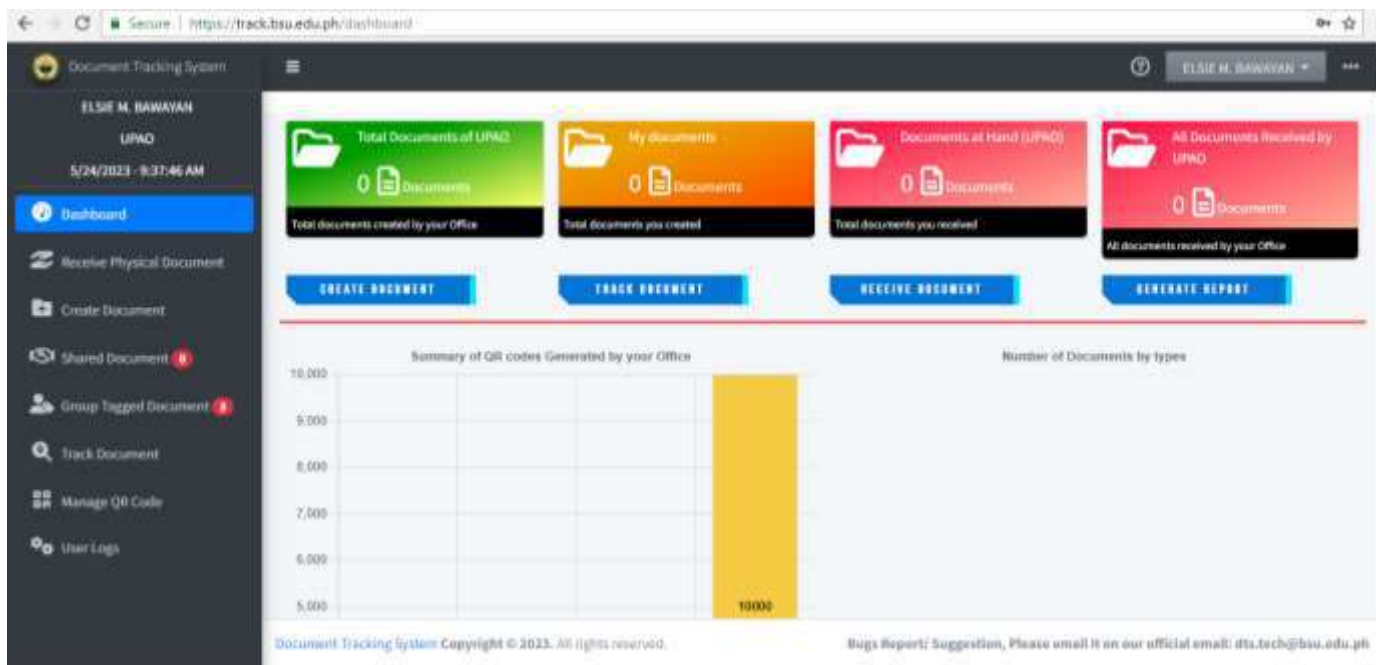 Secure | https://track.bsu.edu.ph/dashboard
Document Tracking System
ELSIE M. BAWAYAN
ELSIE M. BAWAYAN
UPAO
5/24/2023 - 9:37:46 AM
Dashboard
Receive Physical Document
Create Document
Shared Document
Group Tagged Document
Track Document
Manage QR Code
User Logs
Total Documents of UPAO
0 Documents
Total documents created by your Office
My documents
0 Documents
Total documents you created
Documents at Hand (UPAO)
0 Documents
Total documents you received
All Documents Received by
UPAO
0 Documents
All documents received by your Office
CREATE DOCUMENT
TRACK DOCUMENT
RECEIVE DOCUMENT
GENERATE REPORT
Summary of QR codes Generated by your Office
10,000
9,000
8,000
7,000
6,000
5,000
10000
Number of Documents by types
Document Tracking System Copyright © 2023. All rights reserved.
Bugs Report/ Suggestion, Please email it on our official email: dts.tech@bsu.edu.ph